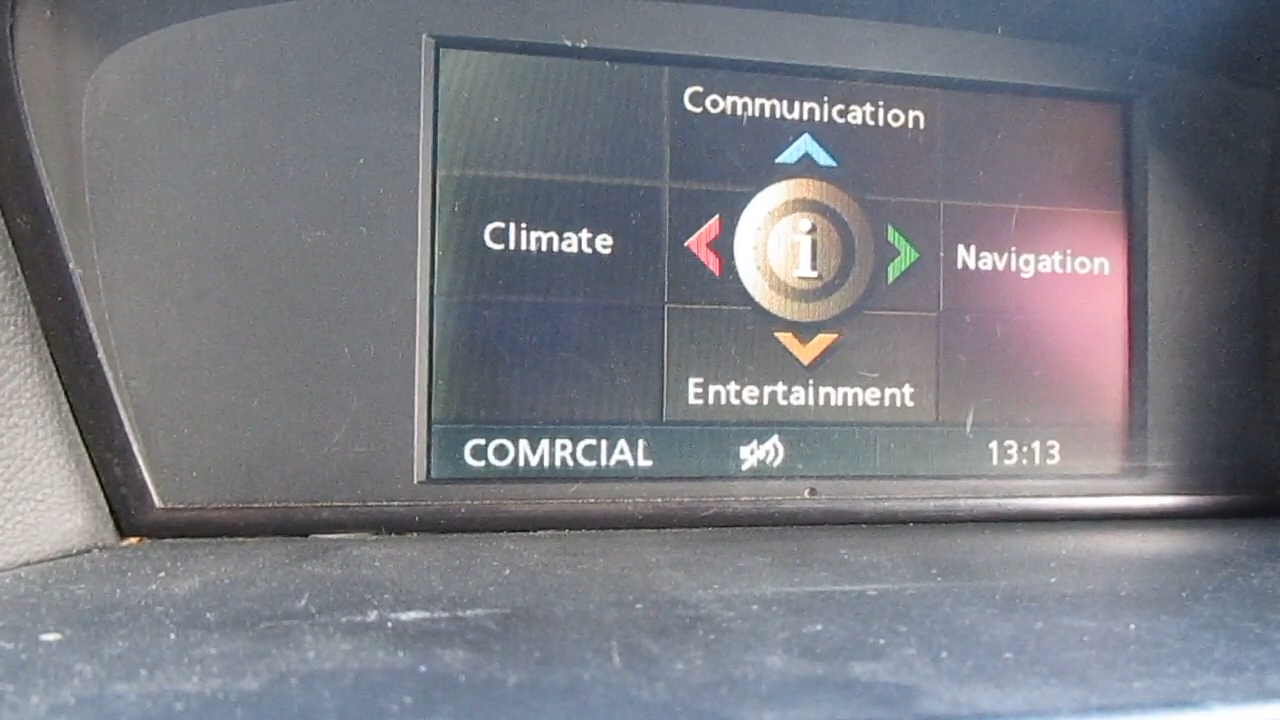 Communication
Climate
i
Navigation
Entertainment
COMRCIAL
13:13